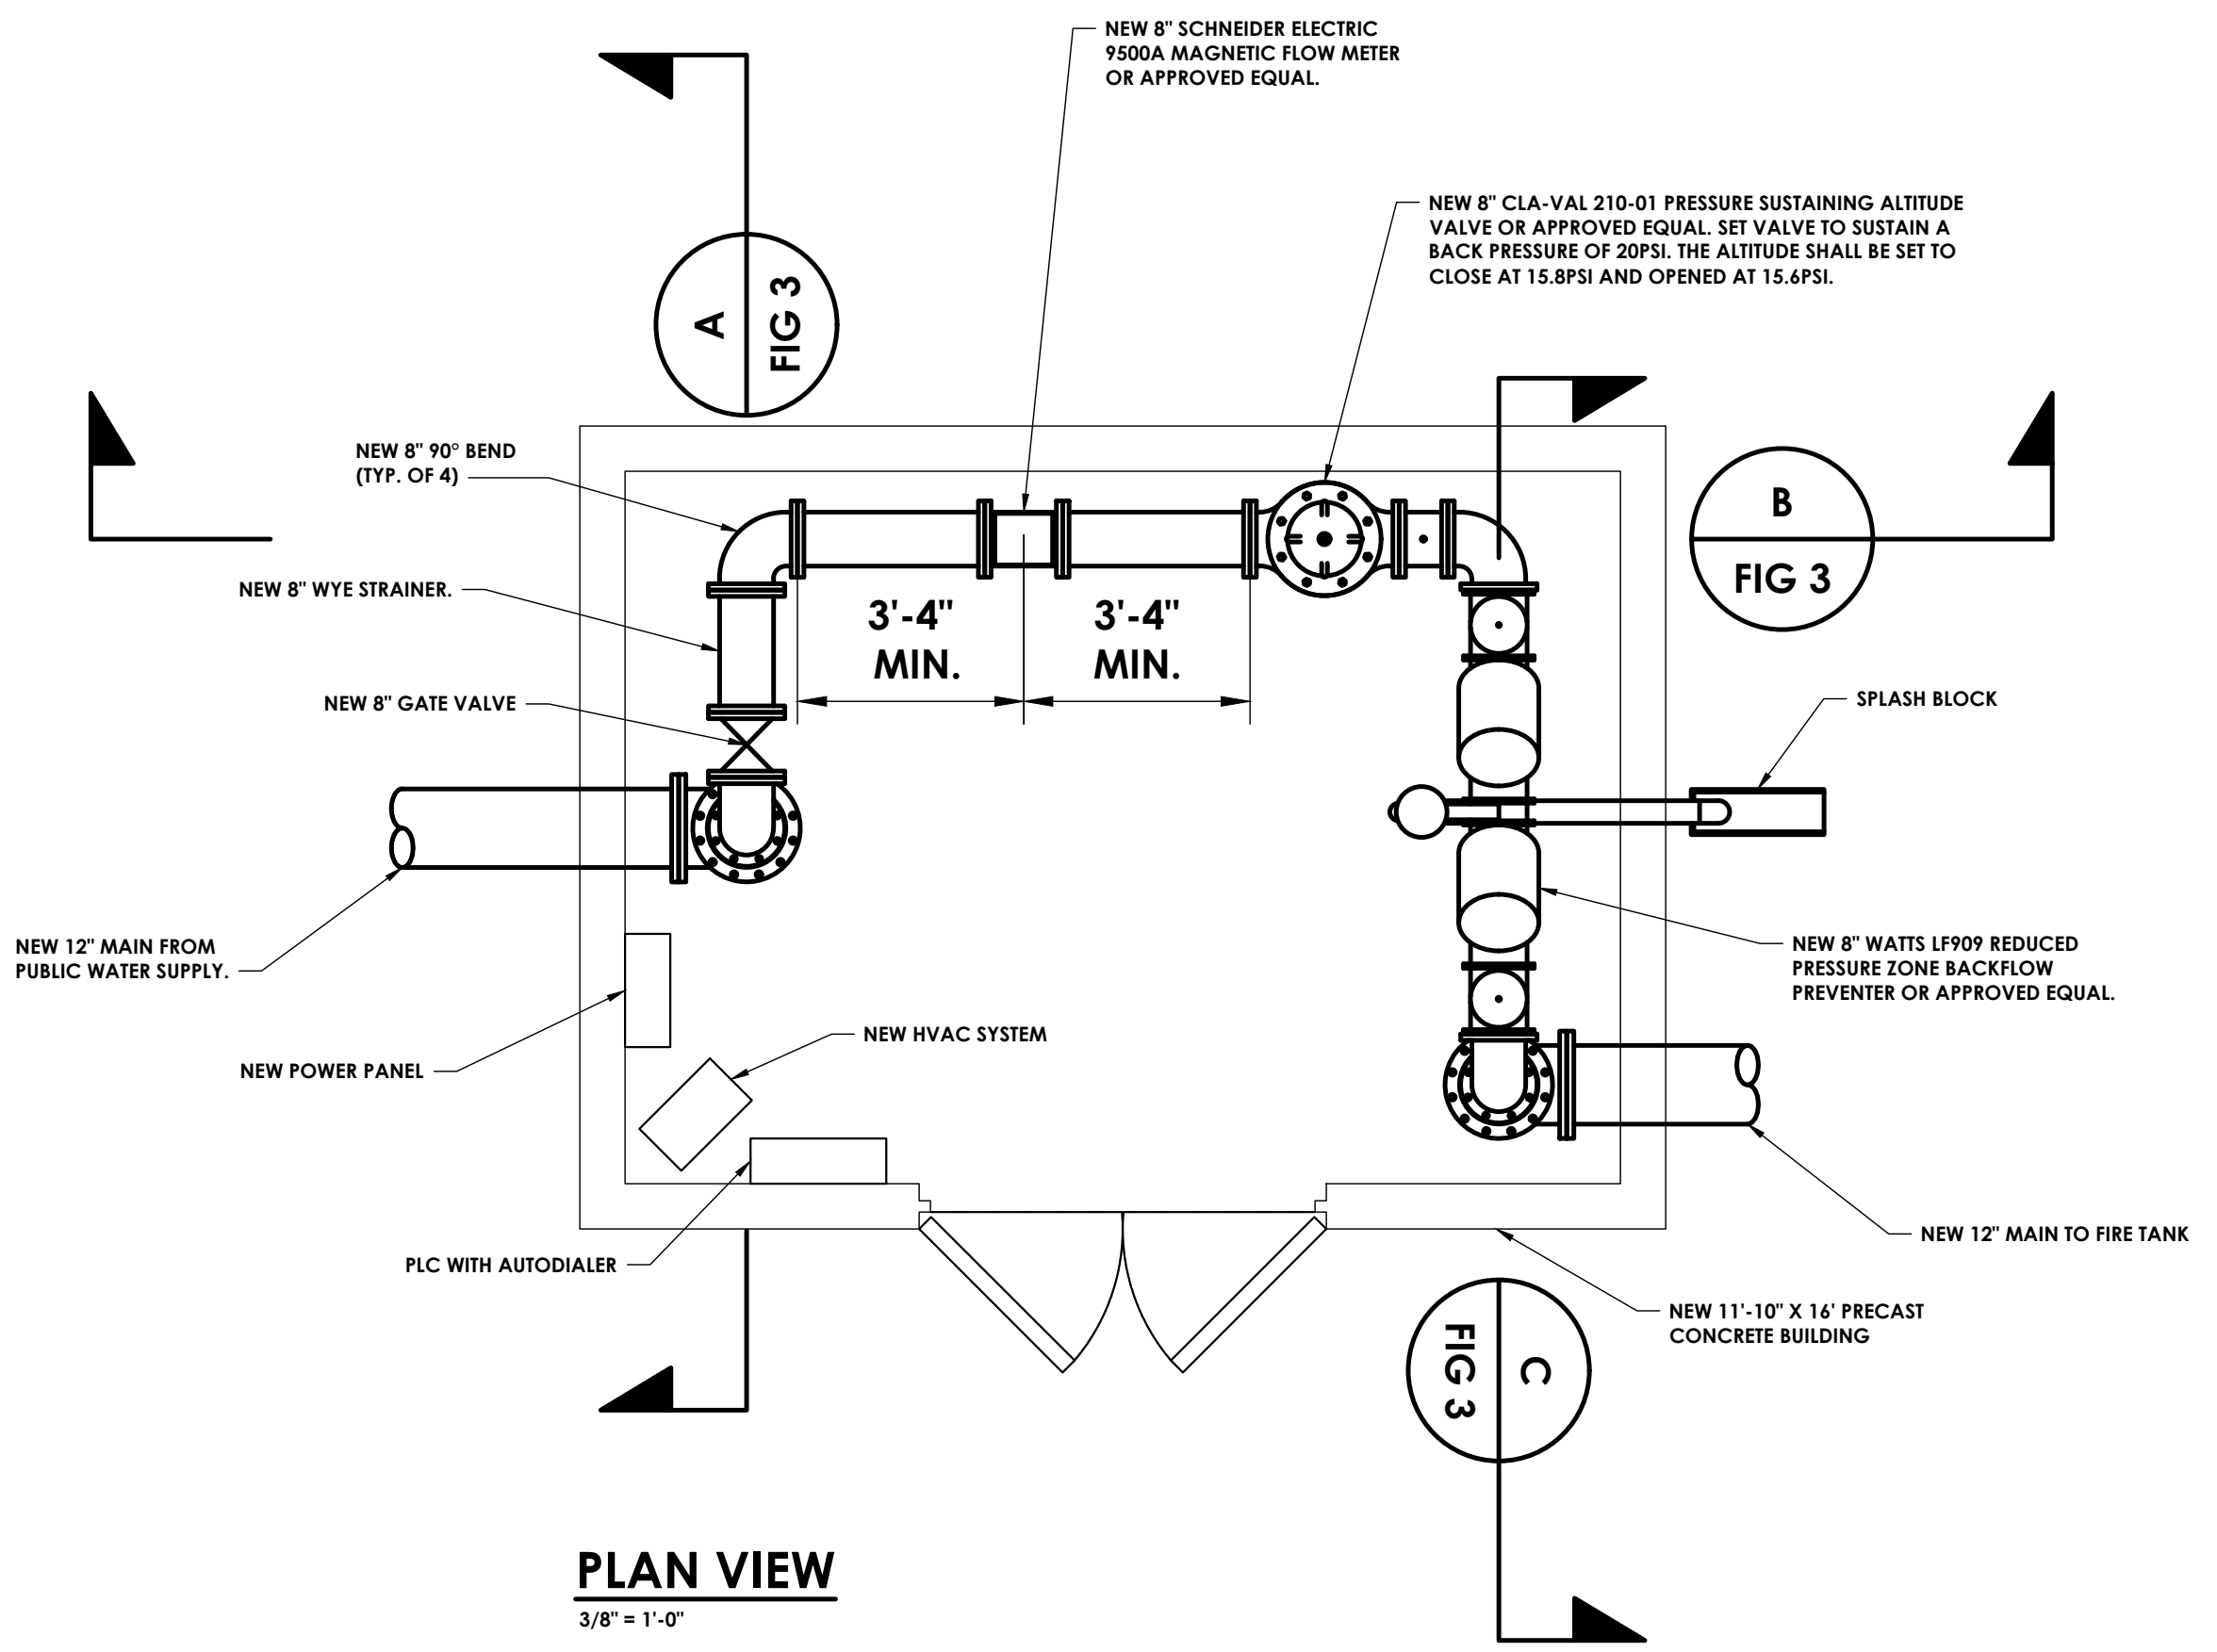 NEW 8" SCHNEIDER ELECTRIC
9500A MAGNETIC FLOW METER
OR APPROVED EQUAL.
NEW 8" CLA-VAL 210-01 PRESSURE SUSTAINING ALTITUDE
VALVE OR APPROVED EQUAL. SET VALVE TO SUSTAIN A
BACK PRESSURE OF 20PSI. THE ALTITUDE SHALL BE SET TO
CLOSE AT 15.8PSI AND OPENED AT 15.6PSI.
A
FIG 3
NEW 8" 90° BEND
(TYP. OF 4)
B
FIG 3
NEW 8" WYE STRAINER.
3'-4"
MIN.
3'-4"
MIN.
NEW 8" GATE VALVE
SPLASH BLOCK
NEW 12" MAIN FROM
PUBLIC WATER SUPPLY.
NEW 8" WATTS LF909 REDUCED
PRESSURE ZONE BACKFLOW
PREVENTER OR APPROVED EQUAL.
NEW HVAC SYSTEM
NEW POWER PANEL
NEW 12" MAIN TO FIRE TANK
PLC WITH AUTODIALER
NEW 11'-10" X 16' PRECAST
CONCRETE BUILDING
C
FIG 3
PLAN VIEW
3/8" = 1'-0"